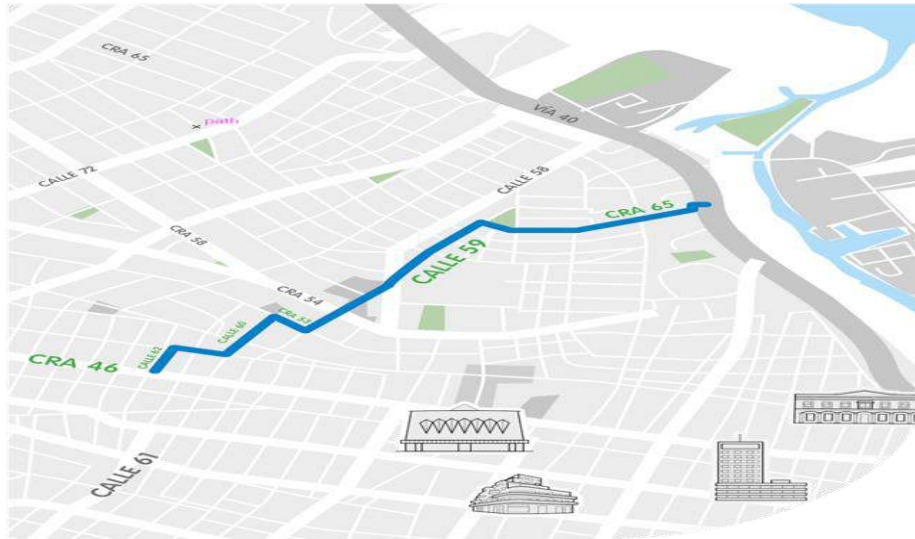 CRA 65
VÍA 40
path
CALLE 72
CALLE 58
CRA 65
CRA 58
CALLE 59
CRA 54
CRA 53
CALLE 60
CALLE 62
CRA 46
CALLE 61